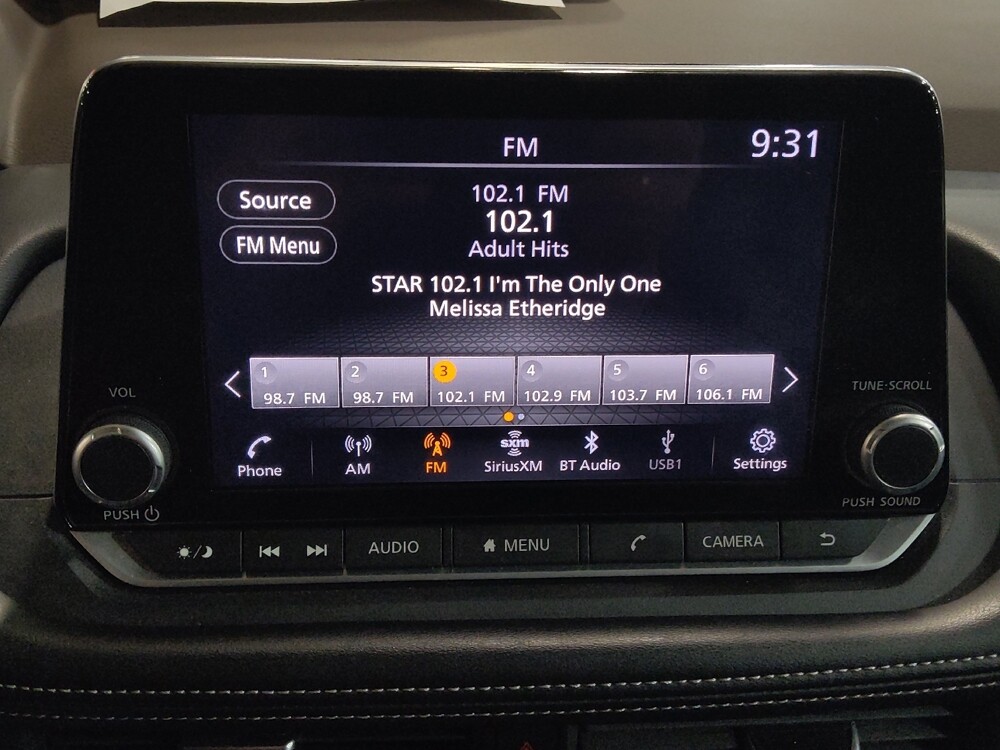 FM
9:31
Source
FM Menu
102.1 FM
102.1
Adult Hits
STAR 102.1 I'm The Only One
Melissa Etheridge
1
98.7 FM
2
98.7 FM
3
102.1 FM
4
102.9 FM
5
103.7 FM
6
106.1 FM
Phone
AM
FM
sxm
SiriusXM
BT Audio
USB1
Settings
VOL
PUSH
TUNE·SCROLL
PUSH SOUND
AUDIO
MENU
CAMERA